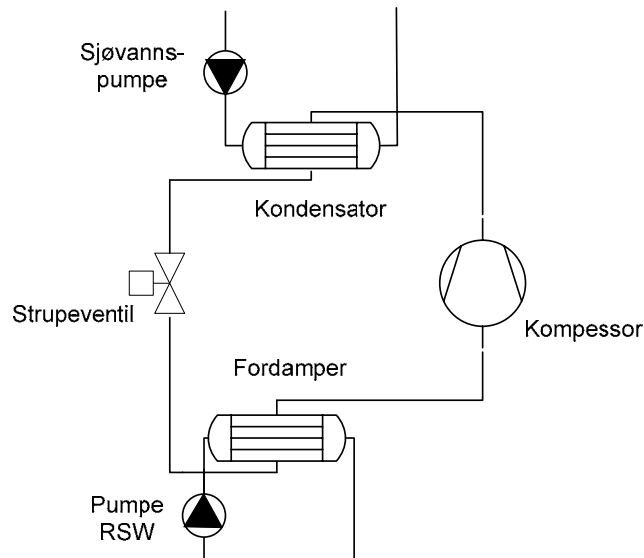 Sjøvanns-
pumpe
Kondensator
Strupeventil
Kompessor
Fordamper
Pumpe
RSW